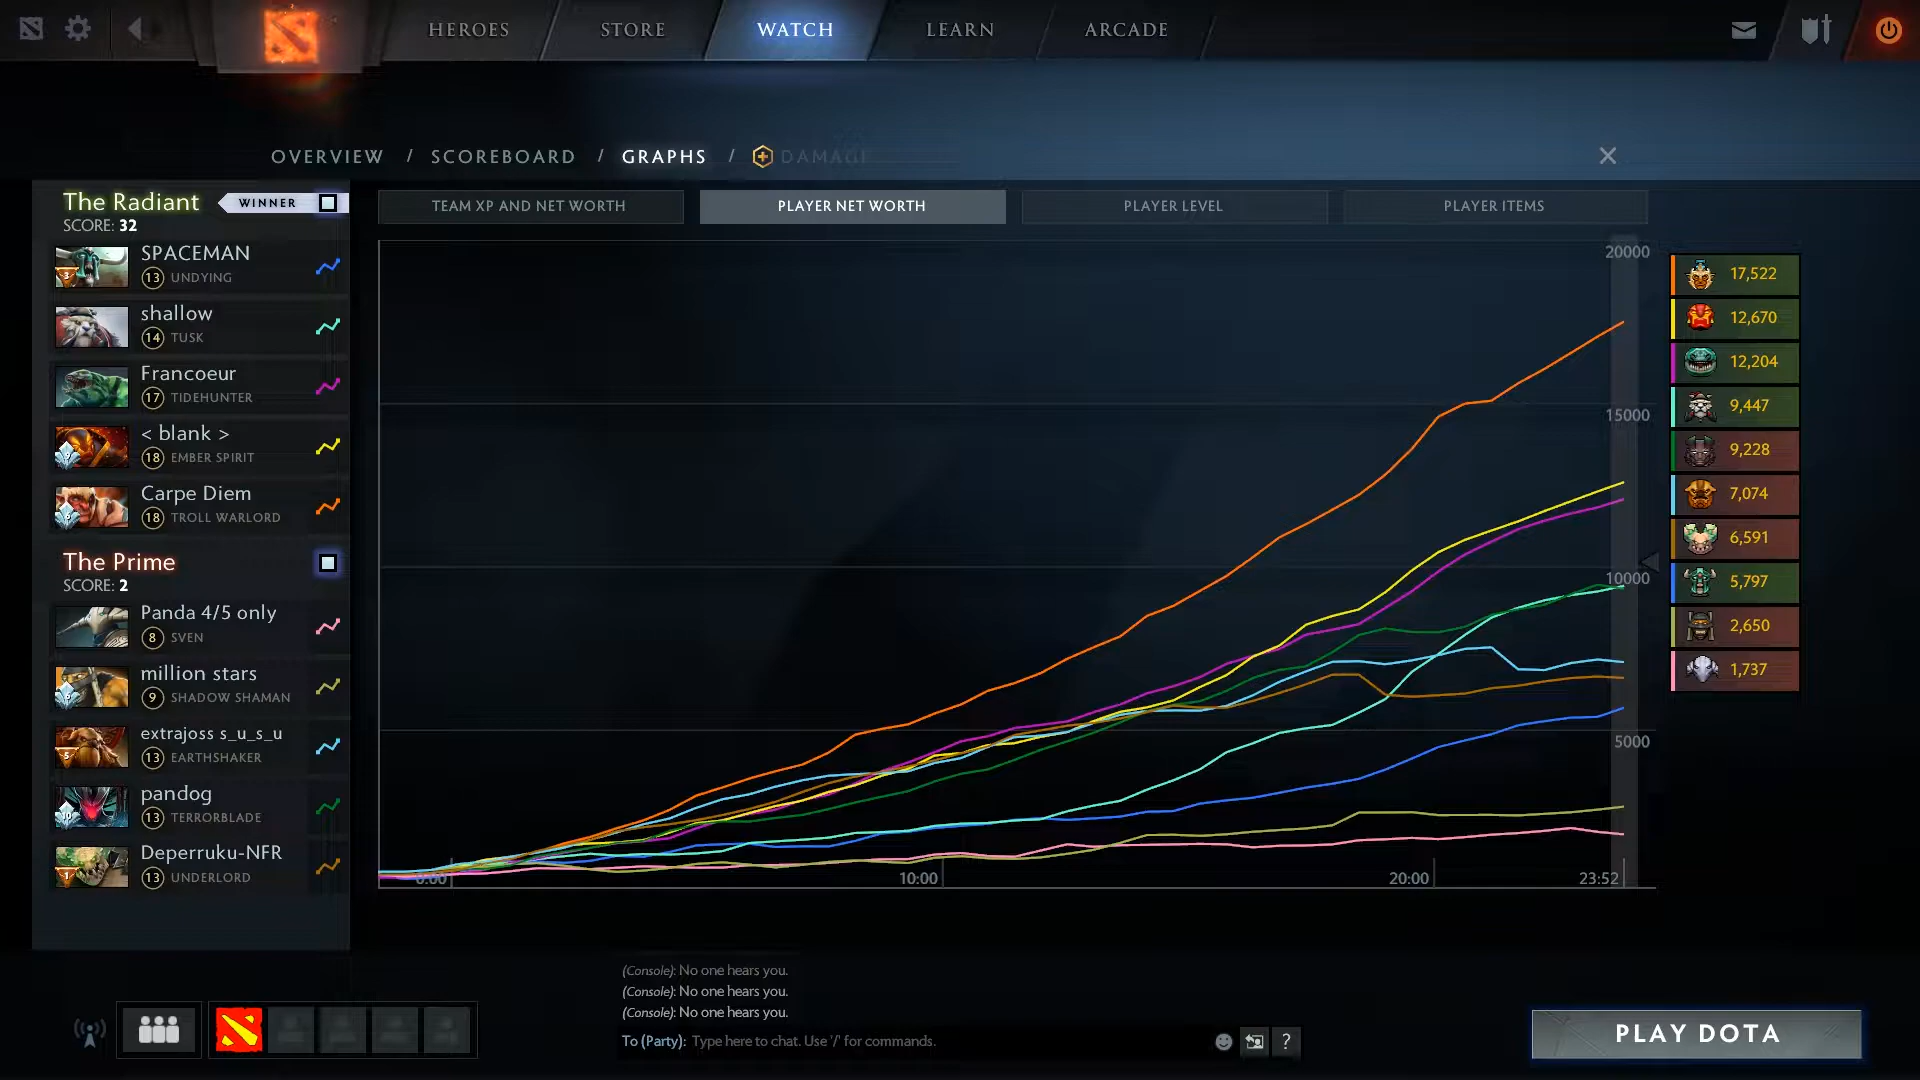 HEROES
STORE
WATCH
LEARN
ARCADE
OVERVIEW / SCOREBOARD / GRAPHS / DAMAGE
The Radiant
WINNER
SCORE: 32
SPACEMAN
13 UNDYING
shallow
14 TUSK
Francoeur
17 TIDEHUNTER
< blank >
18 EMBER SPIRIT
Carpe Diem
18 TROLL WARLORD
The Prime
SCORE: 2
Panda 4/5 only
8 SVEN
million stars
9 SHADOW SHAMAN
extrajoss s_u_s_u
13 EARTHSHAKER
pandog
13 TERRORBLADE
Deperruku-NFR
13 UNDERLORD
TEAM XP AND NET WORTH
PLAYER NET WORTH
PLAYER LEVEL
PLAYER ITEMS
20000
15000
10000
5000
0:00
10:00
20:00
23:52
17,522
12,670
12,204
9,447
9,228
7,074
6,591
5,797
2,650
1,737
(Console): No one hears you.
(Console): No one hears you.
(Console): No one hears you.
To (Party): Type here to chat. Use '/' for commands.
?
PLAY DOTA